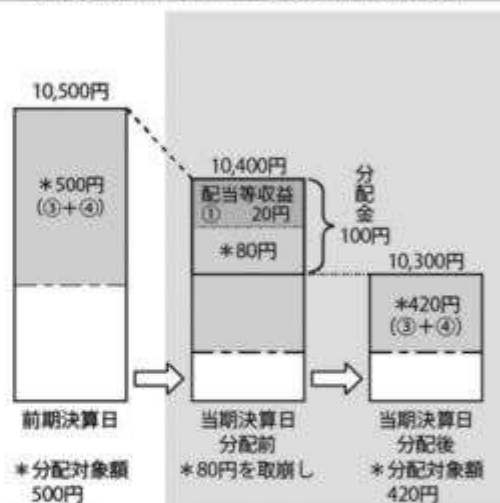 10,500円
＊500円
(③＋④)
前期決算日
＊分配対象額
500円
10,400円
配当等収益
① 20円
＊80円
分配金
100円
当期決算日
分配前
＊80円を取崩し
10,300円
＊420円
(③＋④)
当期決算日
分配後
＊分配対象額
420円